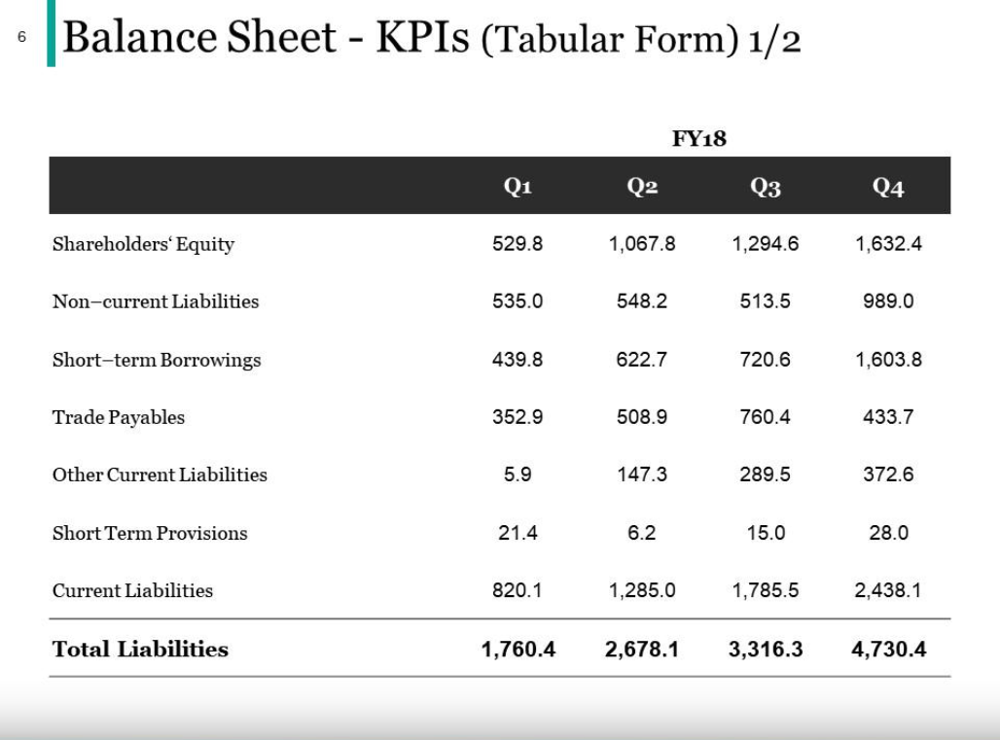 6
Balance Sheet - KPIs (Tabular Form) 1/2
FY18
Q1 Q2 Q3 Q4
Shareholders‘ Equity 529.8 1,067.8 1,294.6 1,632.4
Non–current Liabilities 535.0 548.2 513.5 989.0
Short–term Borrowings 439.8 622.7 720.6 1,603.8
Trade Payables 352.9 508.9 760.4 433.7
Other Current Liabilities 5.9 147.3 289.5 372.6
Short Term Provisions 21.4 6.2 15.0 28.0
Current Liabilities 820.1 1,285.0 1,785.5 2,438.1
Total Liabilities 1,760.4 2,678.1 3,316.3 4,730.4